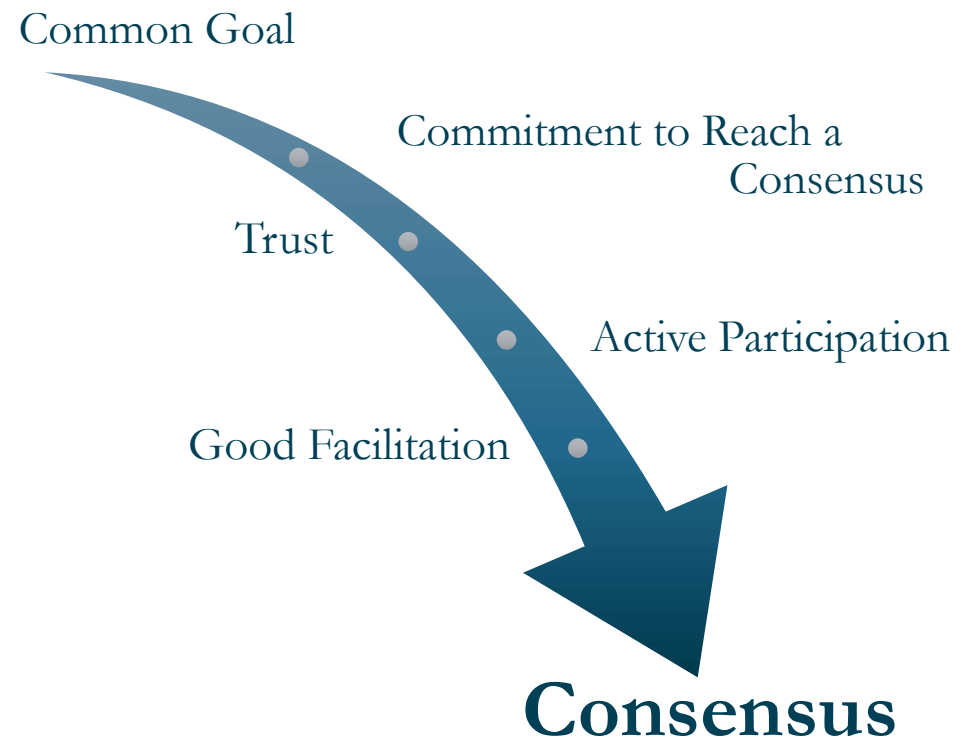 Common Goal
Commitment to Reach a
Consensus
Trust
Active Participation
Good Facilitation
Consensus